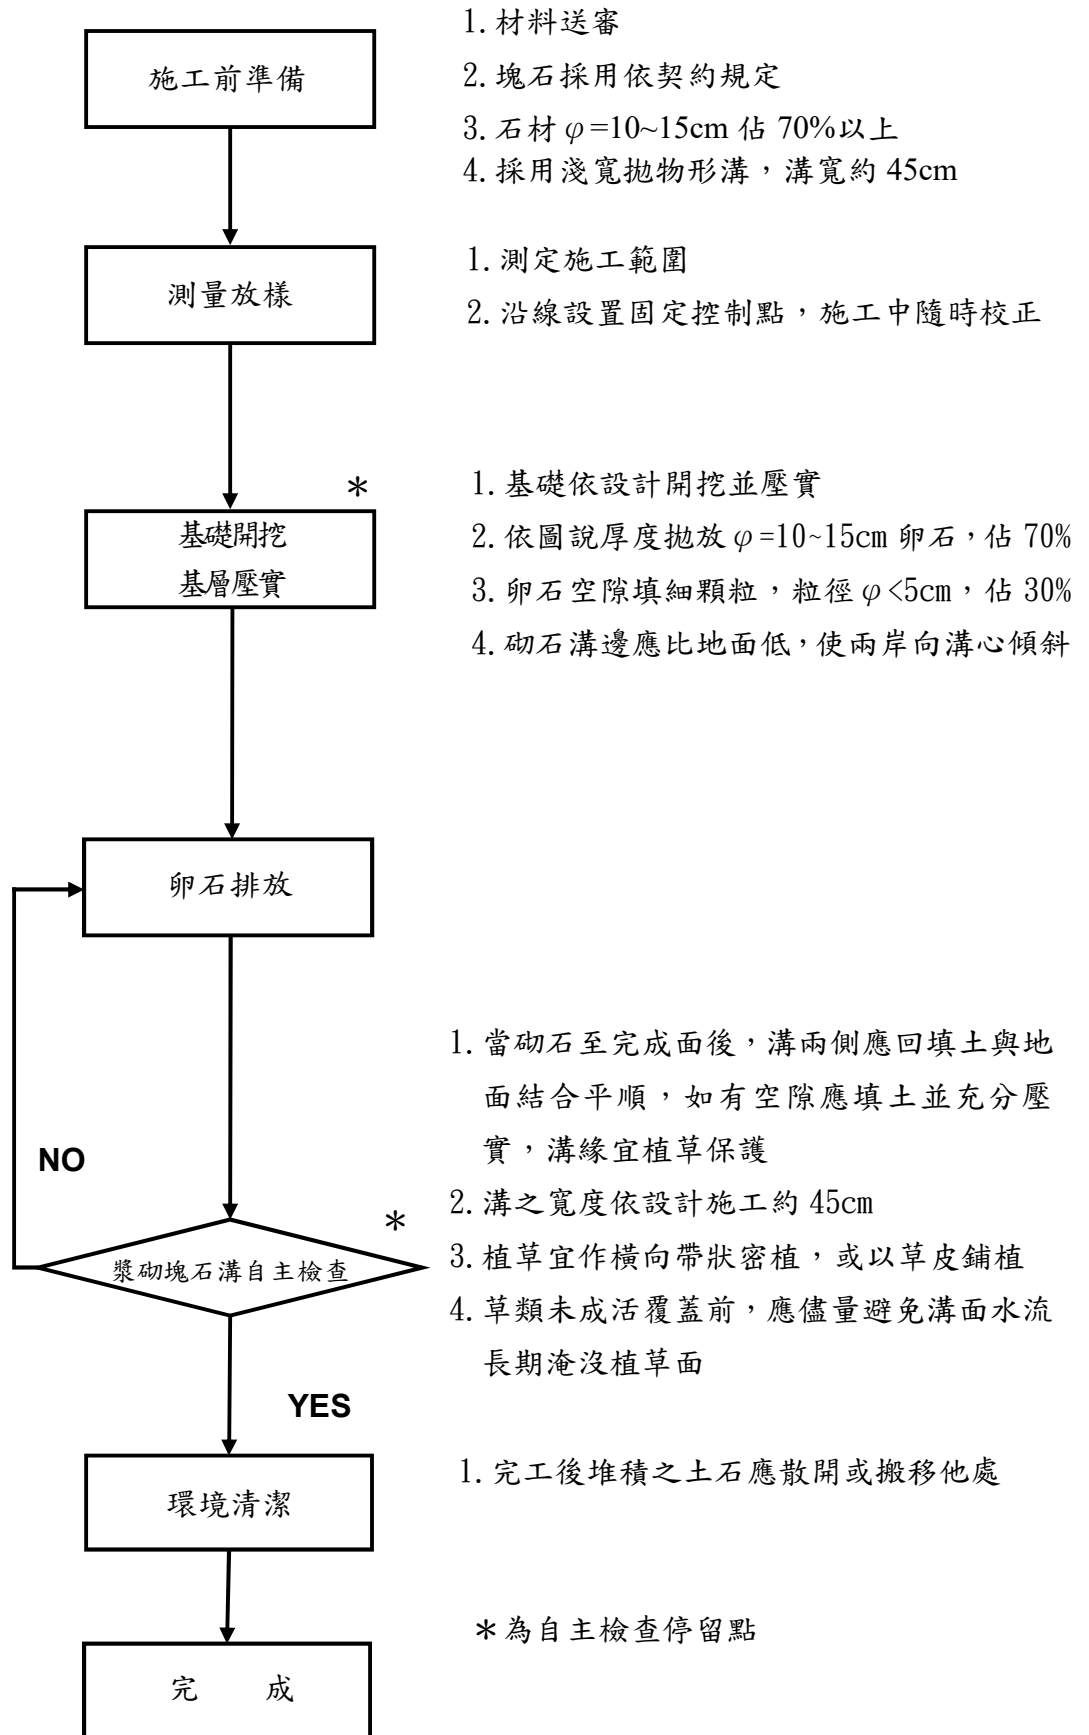 施工前準備
1. 材料送審
2. 塊石採用依契約規定
3. 石材φ=10~15cm 佔 70%以上
4. 採用淺寬拋物形溝，溝寬約 45cm
測量放樣
1. 測定施工範圍
2. 沿線設置固定控制點，施工中隨時校正
*
基礎開挖
基層壓實
1. 基礎依設計開挖並壓實
2. 依圖說厚度拋放φ=10~15cm 卵石，佔 70%
3. 卵石空隙填細顆粒，粒徑φ<5cm，佔 30%
4. 砌石溝邊應比地面低，使兩岸向溝心傾斜
卵石排放
NO
*
漿砌塊石溝自主檢查
1. 當砌石至完成面後，溝兩側應回填土與地
面結合平順，如有空隙應填土並充分壓
實，溝緣宜植草保護
2. 溝之寬度依設計施工約 45cm
3. 植草宜作橫向帶狀密植，或以草皮鋪植
4. 草類未成活覆蓋前，應儘量避免溝面水流
長期淹沒植草面
YES
環境清潔
1. 完工後堆積之土石應散開或搬移他處
完 成
*為自主檢查停留點